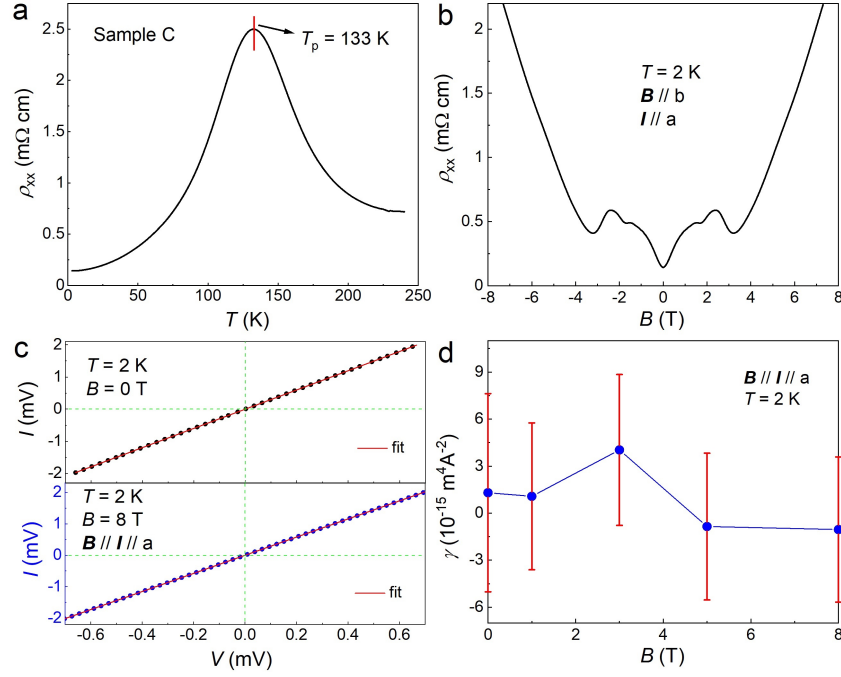 a
Sample C
Tp = 133 K
ρxx (mΩ cm)
2.5
2
1.5
1
0.5
0
0 50 100 150 200 250
T (K)
b
T = 2 K
B // b
I // a
ρxx (mΩ cm)
2
1.5
1
0.5
0
-8 -6 -4 -2 0 2 4 6 8
B (T)
c
T = 2 K
B = 0 T
I (mV)
2
1
0
-1
-2
fit
T = 2 K
B = 8 T
B // I // a
I (mV)
2
1
0
-1
-2
fit
-0.6 -0.4 -0.2 0.0 0.2 0.4 0.6
V (mV)
d
B // I // a
T = 2 K
γ (10-15 m4A-2)
9
6
3
0
-3
-6
0 2 4 6 8
B (T)